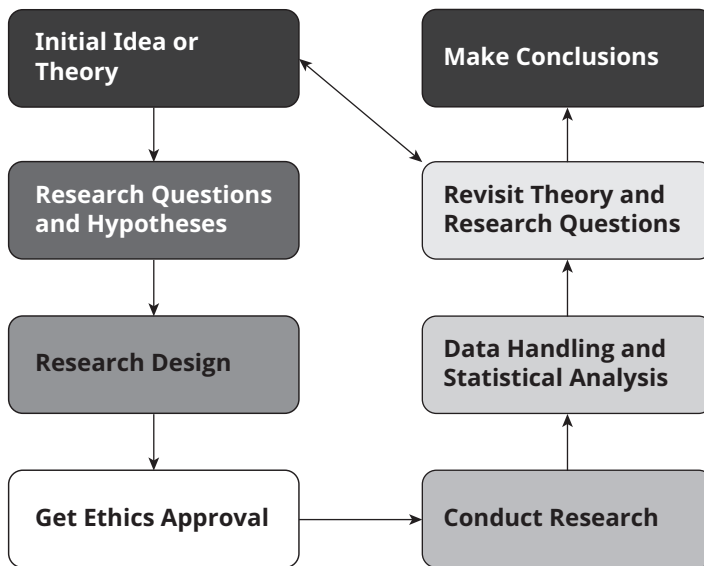 Initial Idea or
Theory
Research Questions
and Hypotheses
Research Design
Get Ethics Approval
Conduct Research
Data Handling and
Statistical Analysis
Revisit Theory and
Research Questions
Make Conclusions